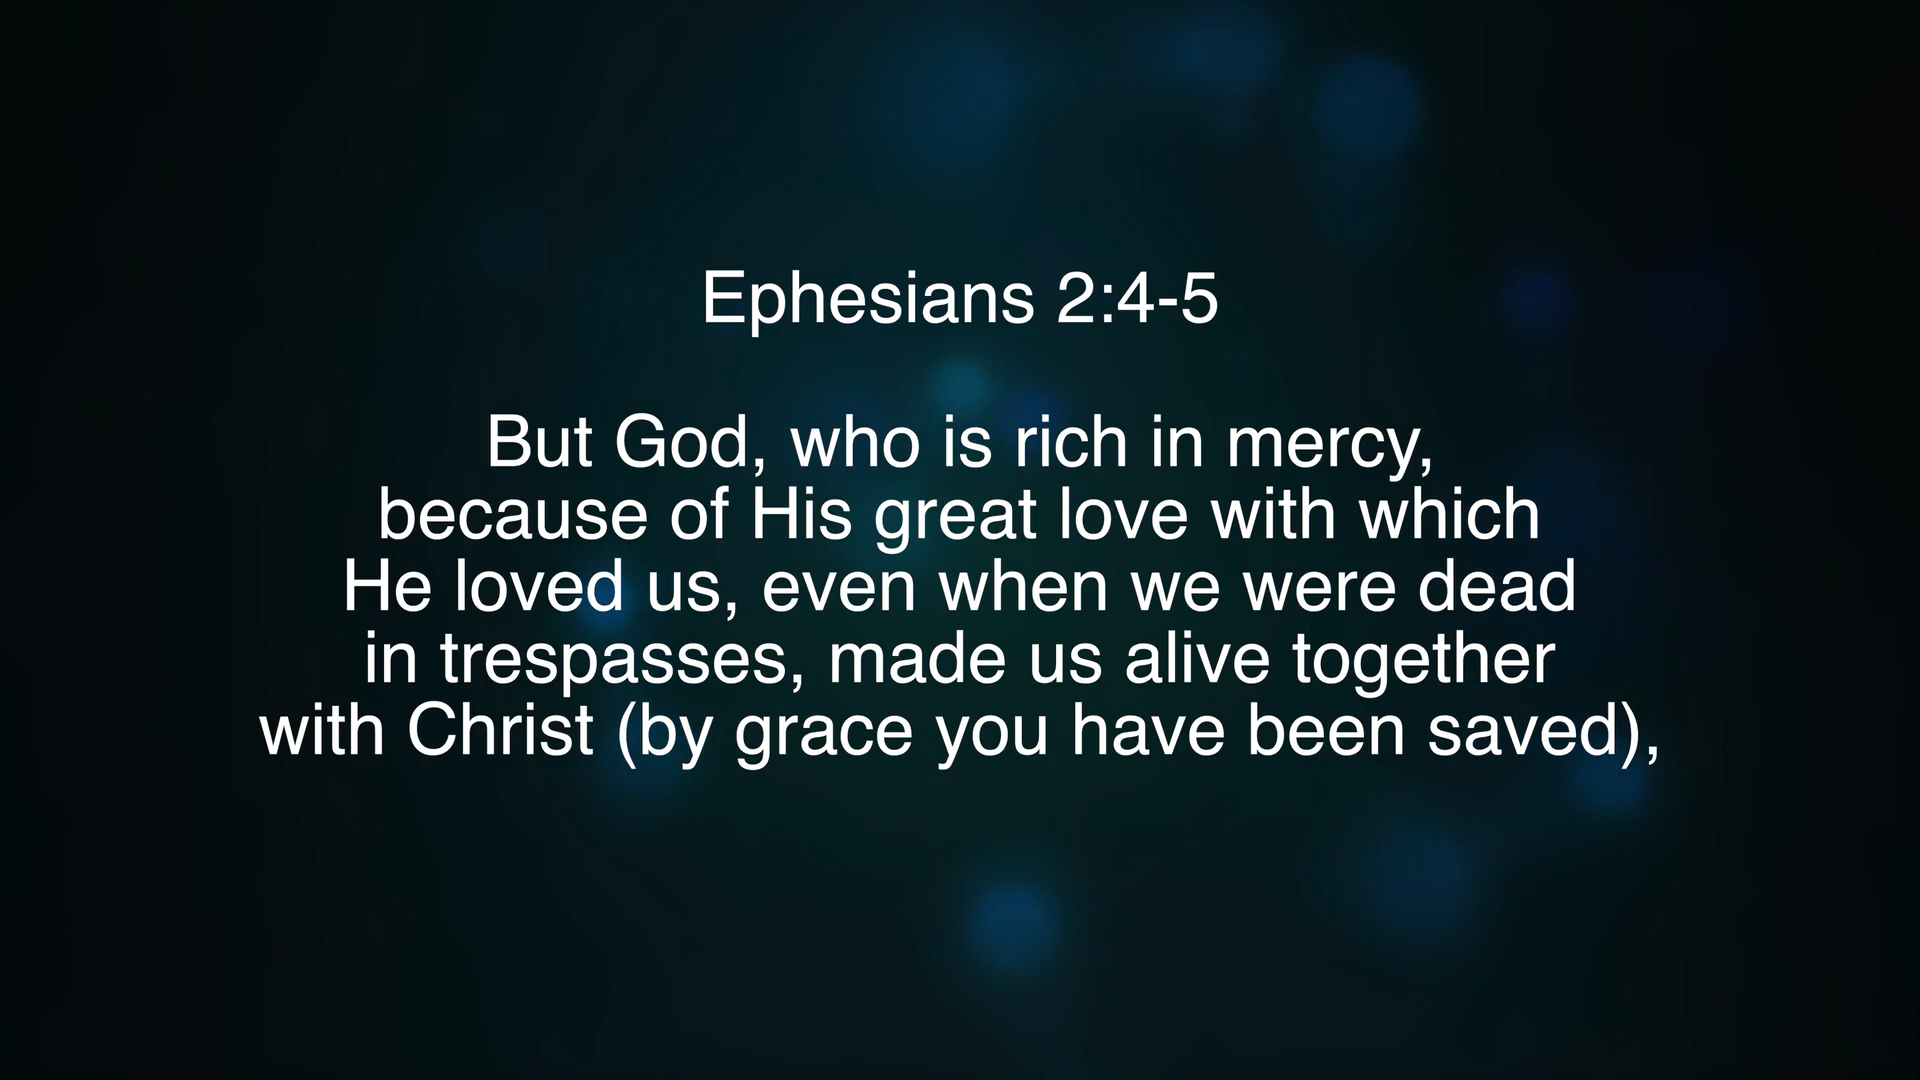 Ephesians 2:4-5
But God, who is rich in mercy,
because of His great love with which
He loved us, even when we were dead
in trespasses, made us alive together
with Christ (by grace you have been saved),